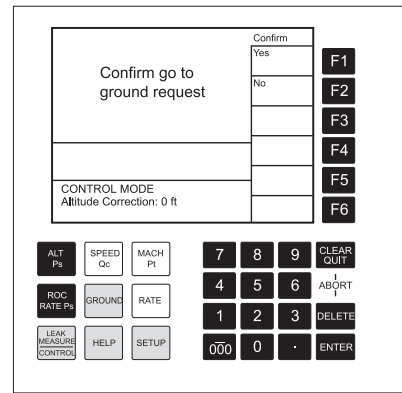 Confirm
Yes
Confirm go to
ground request
No
CONTROL MODE
Altitude Correction: 0 ft
F1
F2
F3
F4
F5
F6
ALT
Ps
SPEED
Qc
MACH
Pt
7
8
9
CLEAR
QUIT
ROC
RATE Ps
GROUND
RATE
4
5
6
ABORT
1
2
3
DELETE
LEAK
MEASURE
CONTROL
HELP
SETUP
000
0
.
ENTER